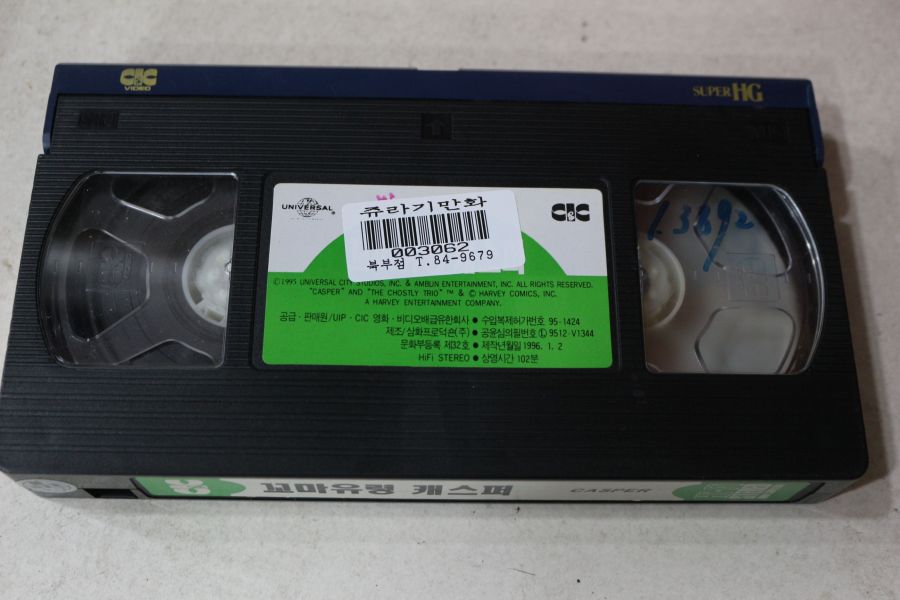 CIC
VIDEO
SUPER HG
UNIVERSAL
쥬라기만화
003062
북부점 T.84-9679
CIC
1.3892
©1995 UNIVERSAL CITY STUDIOS, INC. & AMBLIN ENTERTAINMENT, INC. ALL RIGHTS RESERVED.
"CASPER" AND "THE GHOSTLY TRIO" ™ & © HARVEY COMICS, INC.
A HARVEY ENTERTAINMENT COMPANY.
공급·판매원/UIP·CIC 영화·비디오배급유한회사 ● 수입복제허가번호 95-1424
제조/삼화프로덕숀(주) ● 공윤심의필번호 Ⓛ 9512-V1344
문화부등록 제32호 ● 제작년월일 1996. 1. 2
HiFi STEREO ● 상영시간 102분
꼬마유령 캐스퍼 CASPER